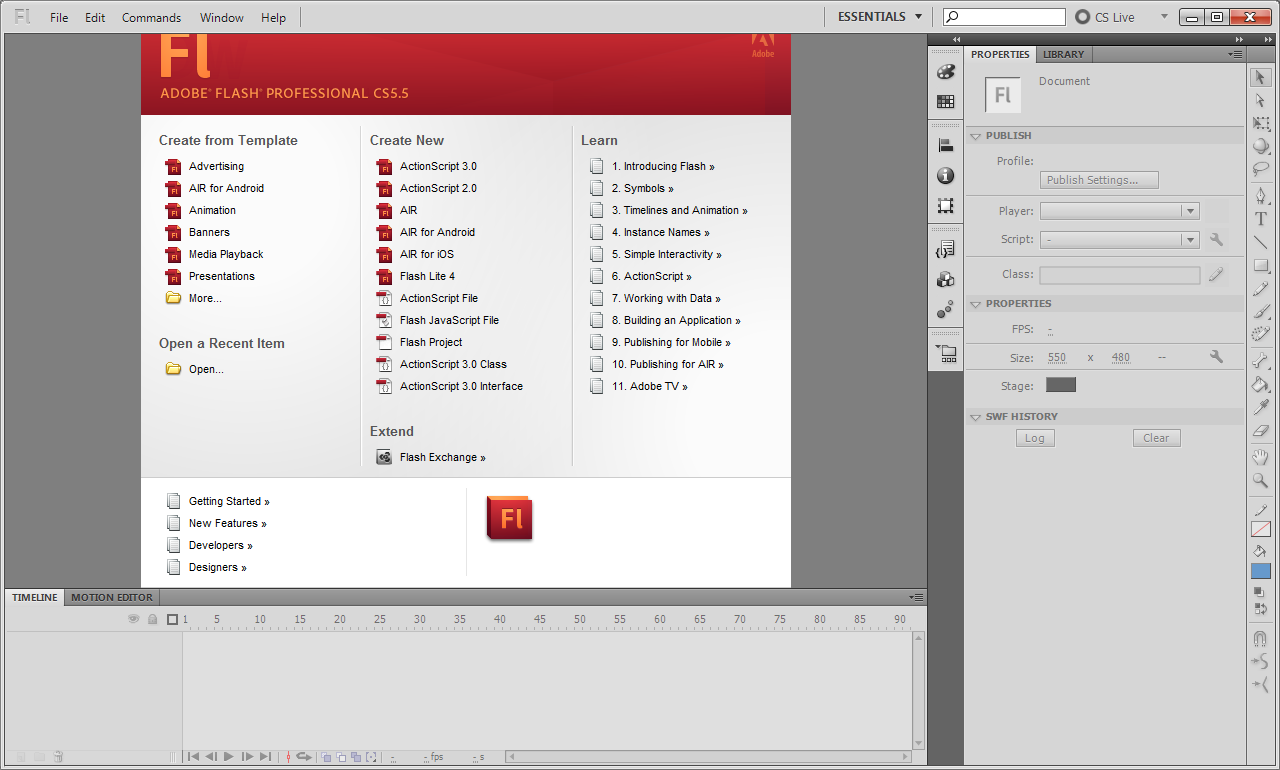 Fl File Edit Commands Window Help ESSENTIALS CS Live
Fl
Adobe
ADOBE® FLASH® PROFESSIONAL CS5.5
Create from Template
Advertising
AIR for Android
Animation
Banners
Media Playback
Presentations
More...
Open a Recent Item
Open...
Create New
ActionScript 3.0
ActionScript 2.0
AIR
AIR for Android
AIR for iOS
Flash Lite 4
ActionScript File
Flash JavaScript File
Flash Project
ActionScript 3.0 Class
ActionScript 3.0 Interface
Extend
Flash Exchange »
Learn
1. Introducing Flash »
2. Symbols »
3. Timelines and Animation »
4. Instance Names »
5. Simple Interactivity »
6. ActionScript »
7. Working with Data »
8. Building an Application »
9. Publishing for Mobile »
10. Publishing for AIR »
11. Adobe TV »
Getting Started »
New Features »
Developers »
Designers »
Fl
PROPERTIES LIBRARY
Fl Document
PUBLISH
Profile:
Publish Settings...
Player:
Script: -
Class:
PROPERTIES
FPS: -
Size: 550 x 480 --
Stage:
SWF HISTORY
Log Clear
TIMELINE MOTION EDITOR
1 5 10 15 20 25 30 35 40 45 50 55 60 65 70 75 80 85 90
- - fps - s